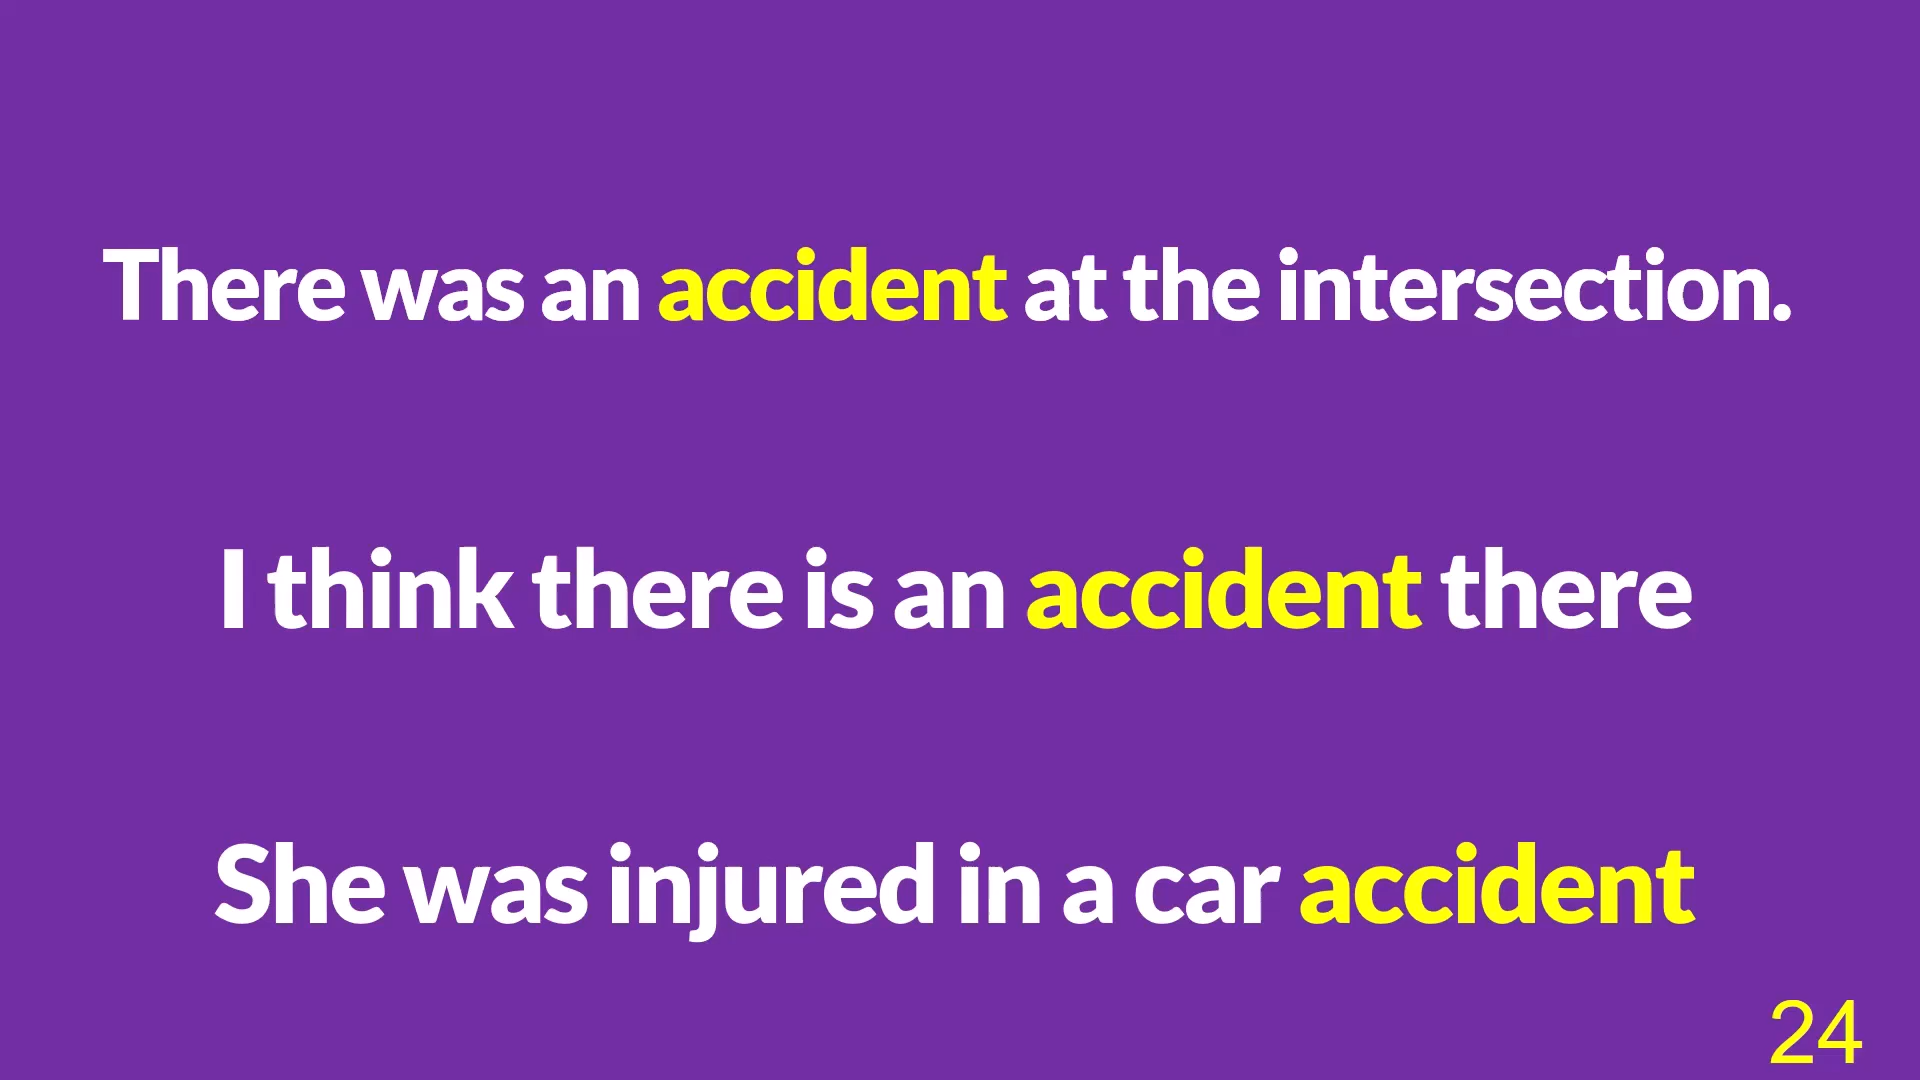 There was an accident at the intersection.
I think there is an accident there
She was injured in a car accident
24